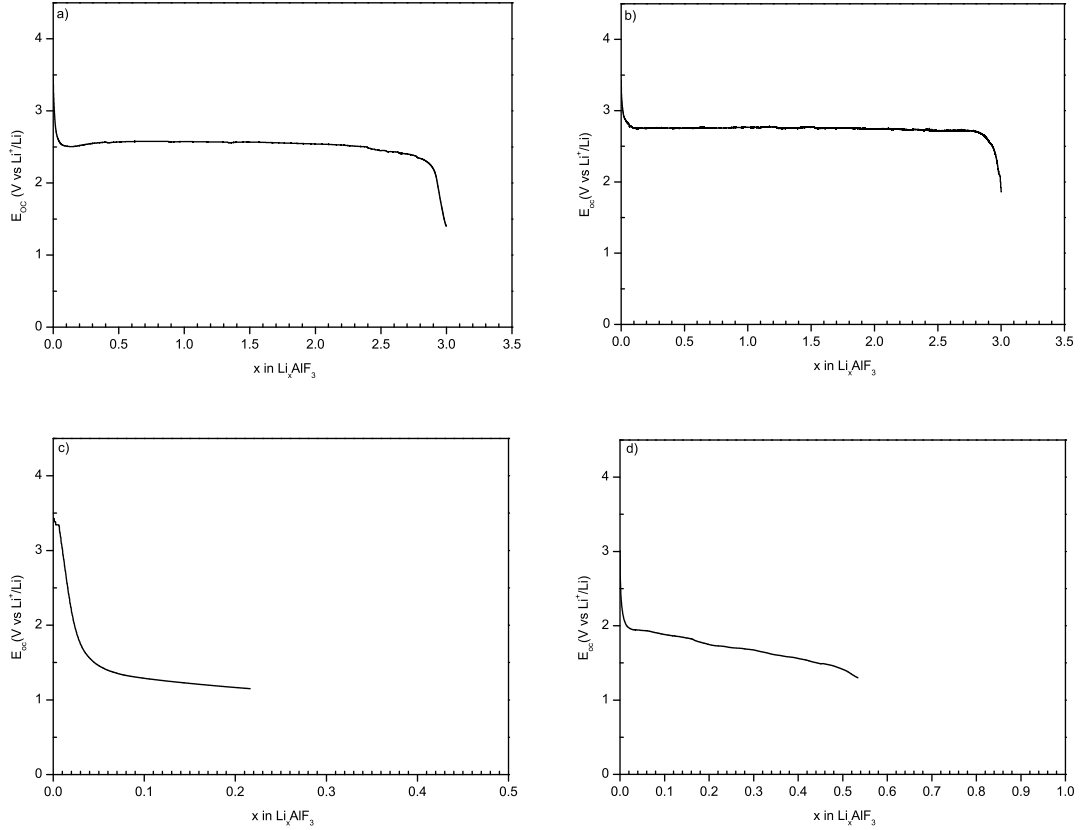 a)
4
3
2
1
0
E_OC (V vs Li⁺/Li)
0.0 0.5 1.0 1.5 2.0 2.5 3.0 3.5
x in LiₓAlF₃
b)
4
3
2
1
0
E_oc(V vs Li⁺/Li)
0.0 0.5 1.0 1.5 2.0 2.5 3.0 3.5
x in LiₓAlF₃
c)
4
3
2
1
0
E_oc(V vs Li⁺/Li)
0.0 0.1 0.2 0.3 0.4 0.5
x in LiₓAlF₃
d)
4
3
2
1
0
E_oc(V vs Li⁺/Li)
0.0 0.1 0.2 0.3 0.4 0.5 0.6 0.7 0.8 0.9 1.0
x in LiₓAlF₃